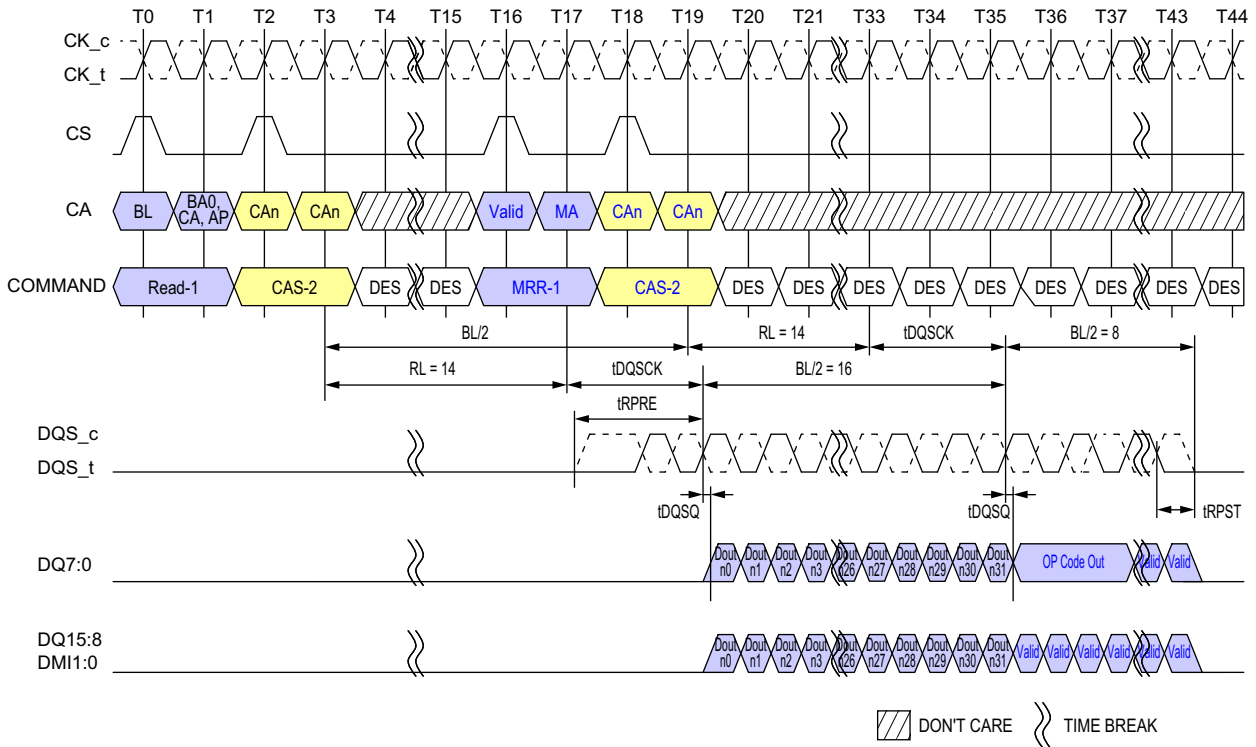 T0 T1 T2 T3 T4 T15 T16 T17 T18 T19 T20 T21 T33 T34 T35 T36 T37 T43 T44
CK_c
CK_t
CS
CA BL BA0, CA, AP CAn CAn Valid MA CAn CAn
COMMAND Read-1 CAS-2 DES DES MRR-1 CAS-2 DES DES DES DES DES DES DES DES DES
BL/2 RL = 14 tDQSCK BL/2 = 8
RL = 14 tDQSCK BL/2 = 16
tRPRE
DQS_c
DQS_t
tDQSQ tDQSQ tRPST
DQ7:0 Dout n0 Dout n1 Dout n2 Dout n3 Dout n26 Dout n27 Dout n28 Dout n29 Dout n30 Dout n31 OP Code Out Valid Valid
DQ15:8
DMI1:0 Dout n0 Dout n1 Dout n2 Dout n3 Dout n26 Dout n27 Dout n28 Dout n29 Dout n30 Dout n31 Valid Valid Valid Valid Valid Valid
DON'T CARE TIME BREAK